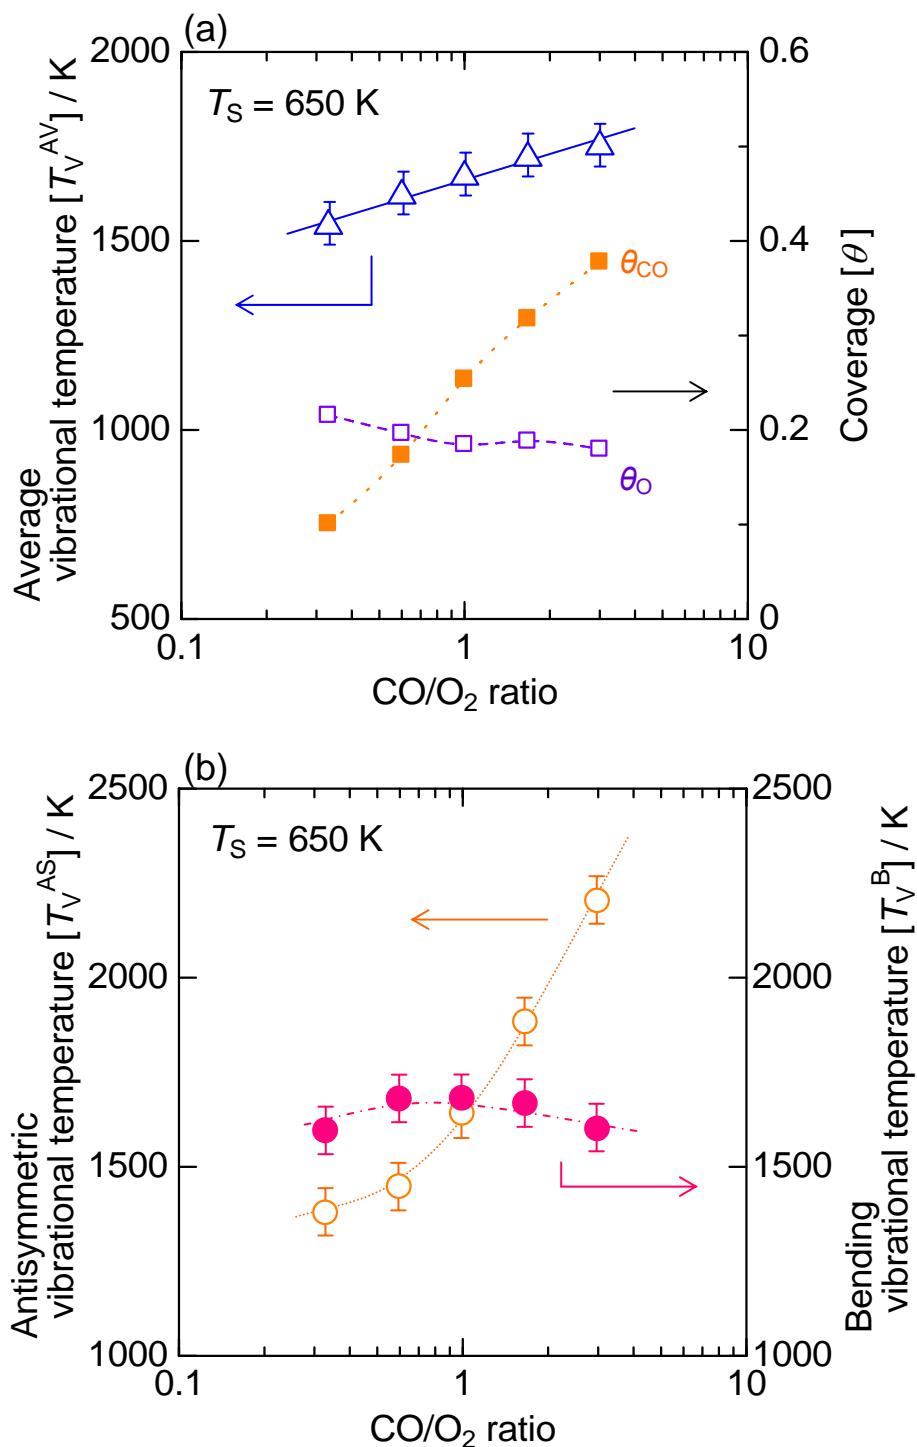 (a)
2000
0.6
T_S = 650 K
1500
0.4
θ_CO
1000
0.2
θ_O
500
0
0.1
1
10
CO/O₂ ratio
Average
vibrational temperature [T_V^AV] / K
Coverage [θ]
(b)
2500
2500
T_S = 650 K
2000
2000
1500
1500
1000
1000
0.1
1
10
CO/O₂ ratio
Antisymmetric
vibrational temperature [T_V^AS] / K
Bending
vibrational temperature [T_V^B] / K